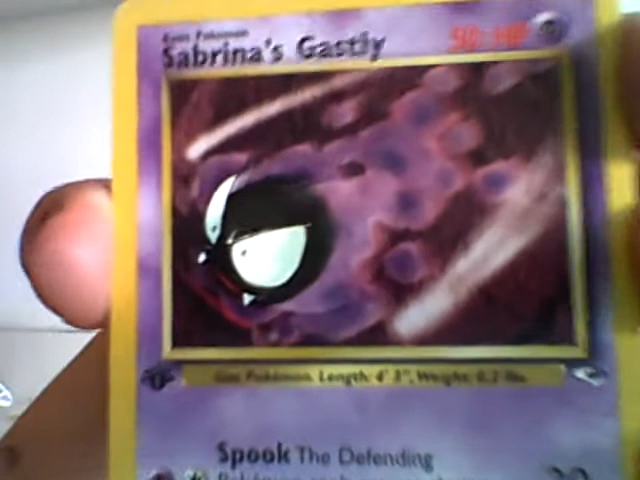 Basic Pokémon
Sabrina's Gastly
50 HP
Gas Pokémon. Length: 4' 3", Weight: 0.2 lbs.
Spook The Defending